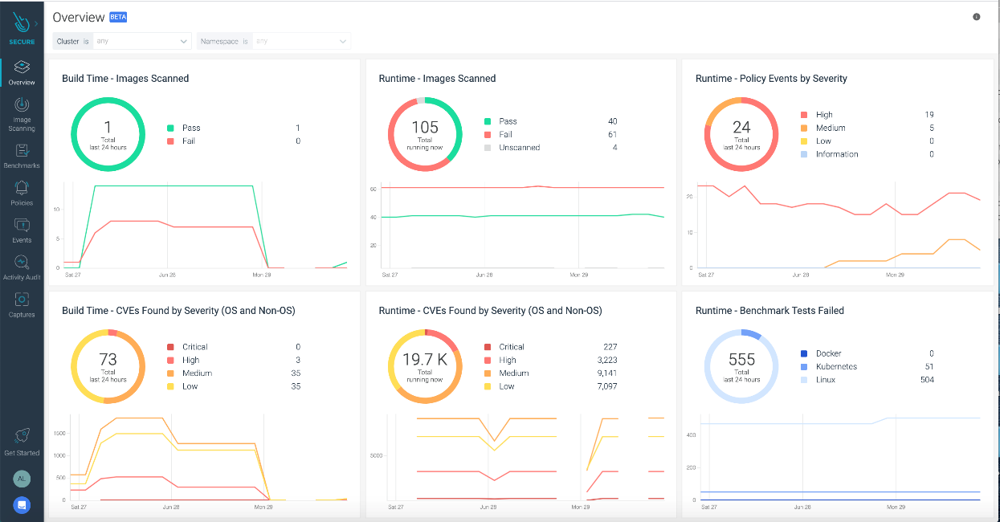 SECURE
Overview
Image
Scanning
Benchmarks
Policies
Events
Activity Audit
Captures
Get Started
AL
Overview BETA
Cluster is any
Namespace is any
Build Time - Images Scanned
1
Total
last 24 hours
Pass 1
Fail 0
10
5
0
Sat 27 Jun 28 Mon 29
Runtime - Images Scanned
105
Total
running now
Pass 40
Fail 61
Unscanned 4
60
40
20
Sat 27 Jun 28 Mon 29
Runtime - Policy Events by Severity
24
Total
last 24 hours
High 19
Medium 5
Low 0
Information 0
20
10
0
Sat 27 Jun 28 Mon 29
Build Time - CVEs Found by Severity (OS and Non-OS)
73
Total
last 24 hours
Critical 0
High 3
Medium 35
Low 35
1500
1000
500
0
Sat 27 Jun 28 Mon 29
Runtime - CVEs Found by Severity (OS and Non-OS)
19.7 K
Total
running now
Critical 227
High 3,223
Medium 9,141
Low 7,097
5000
Sat 27 Jun 28 Mon 29
Runtime - Benchmark Tests Failed
555
Total
last 24 hours
Docker 0
Kubernetes 51
Linux 504
400
200
0
Sat 27 Jun 28 Mon 29